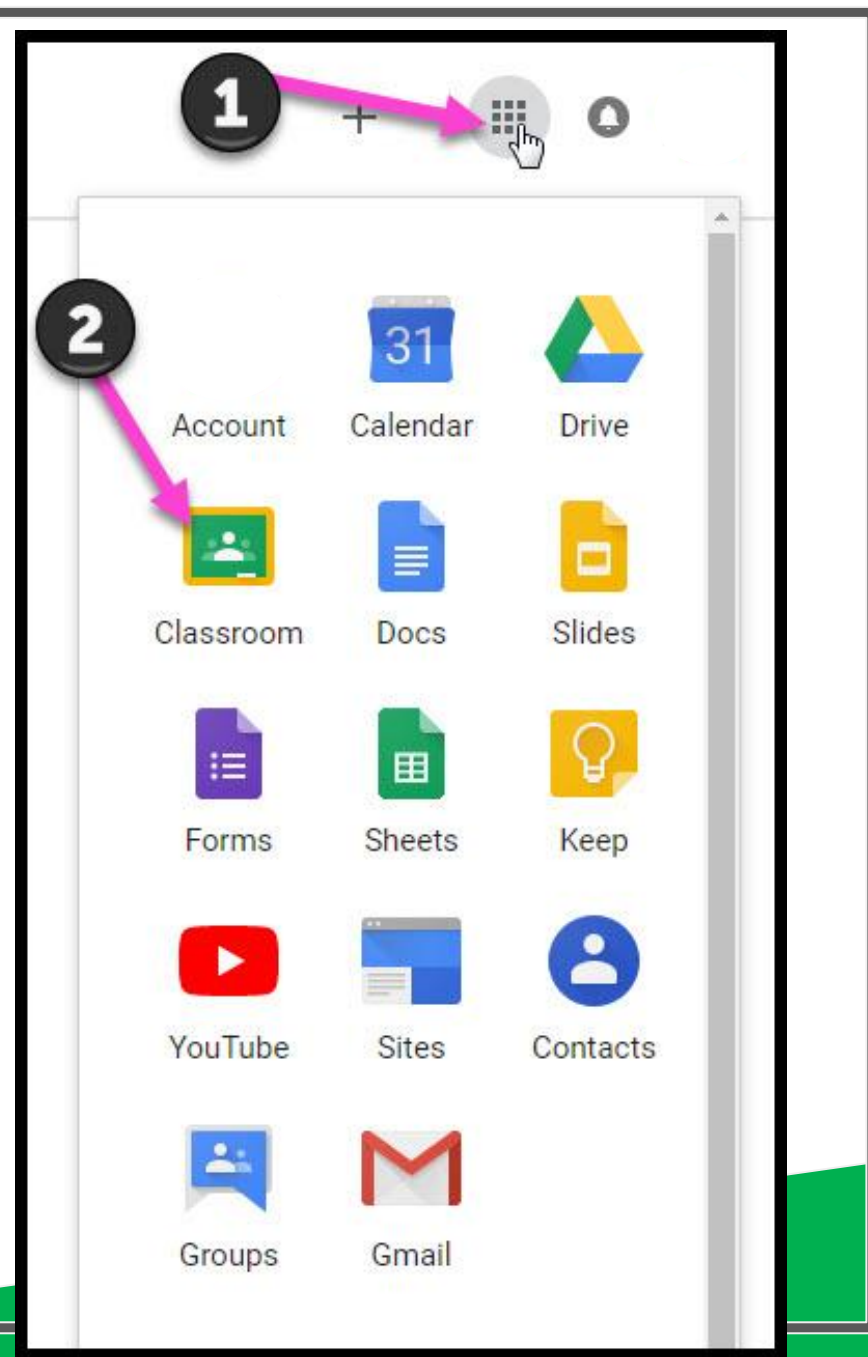 1
2
31
Account Calendar Drive
Classroom Docs Slides
Forms Sheets Keep
YouTube Sites Contacts
Groups Gmail